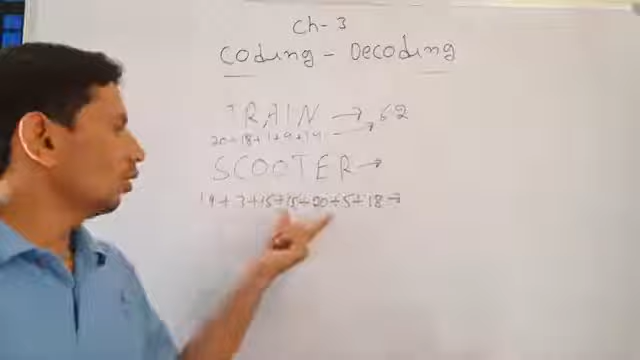 Ch-3
Coding - Decoding
TRAIN → 62
20+18+1+9+14
SCOOTER →
19+3+15+15+20+5+18 →